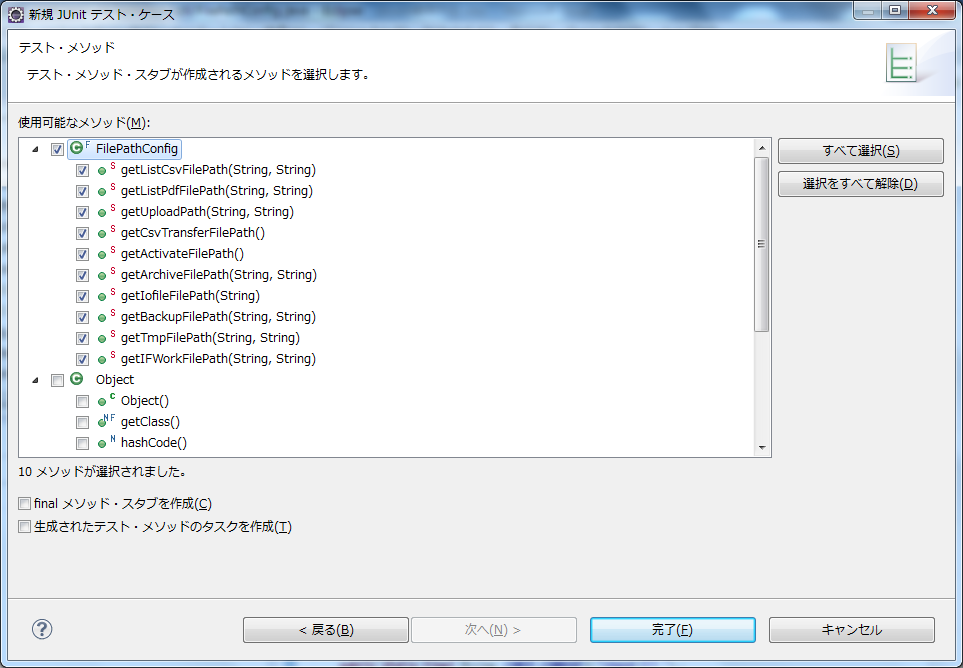 新規 JUnit テスト・ケース
テスト・メソッド
テスト・メソッド・スタブが作成されるメソッドを選択します。
使用可能なメソッド(M):
C F FilePathConfig
S getListCsvFilePath(String, String)
S getListPdfFilePath(String, String)
S getUploadPath(String, String)
S getCsvTransferFilePath()
S getActivateFilePath()
S getArchiveFilePath(String, String)
S getIofileFilePath(String)
S getBackupFilePath(String, String)
S getTmpFilePath(String, String)
S getIFWorkFilePath(String, String)
C Object
C Object()
N F getClass()
N hashCode()
すべて選択(S)
選択をすべて解除(D)
10 メソッドが選択されました。
final メソッド・スタブを作成(C)
生成されたテスト・メソッドのタスクを作成(T)
?
< 戻る(B)
次へ(N) >
完了(F)
キャンセル